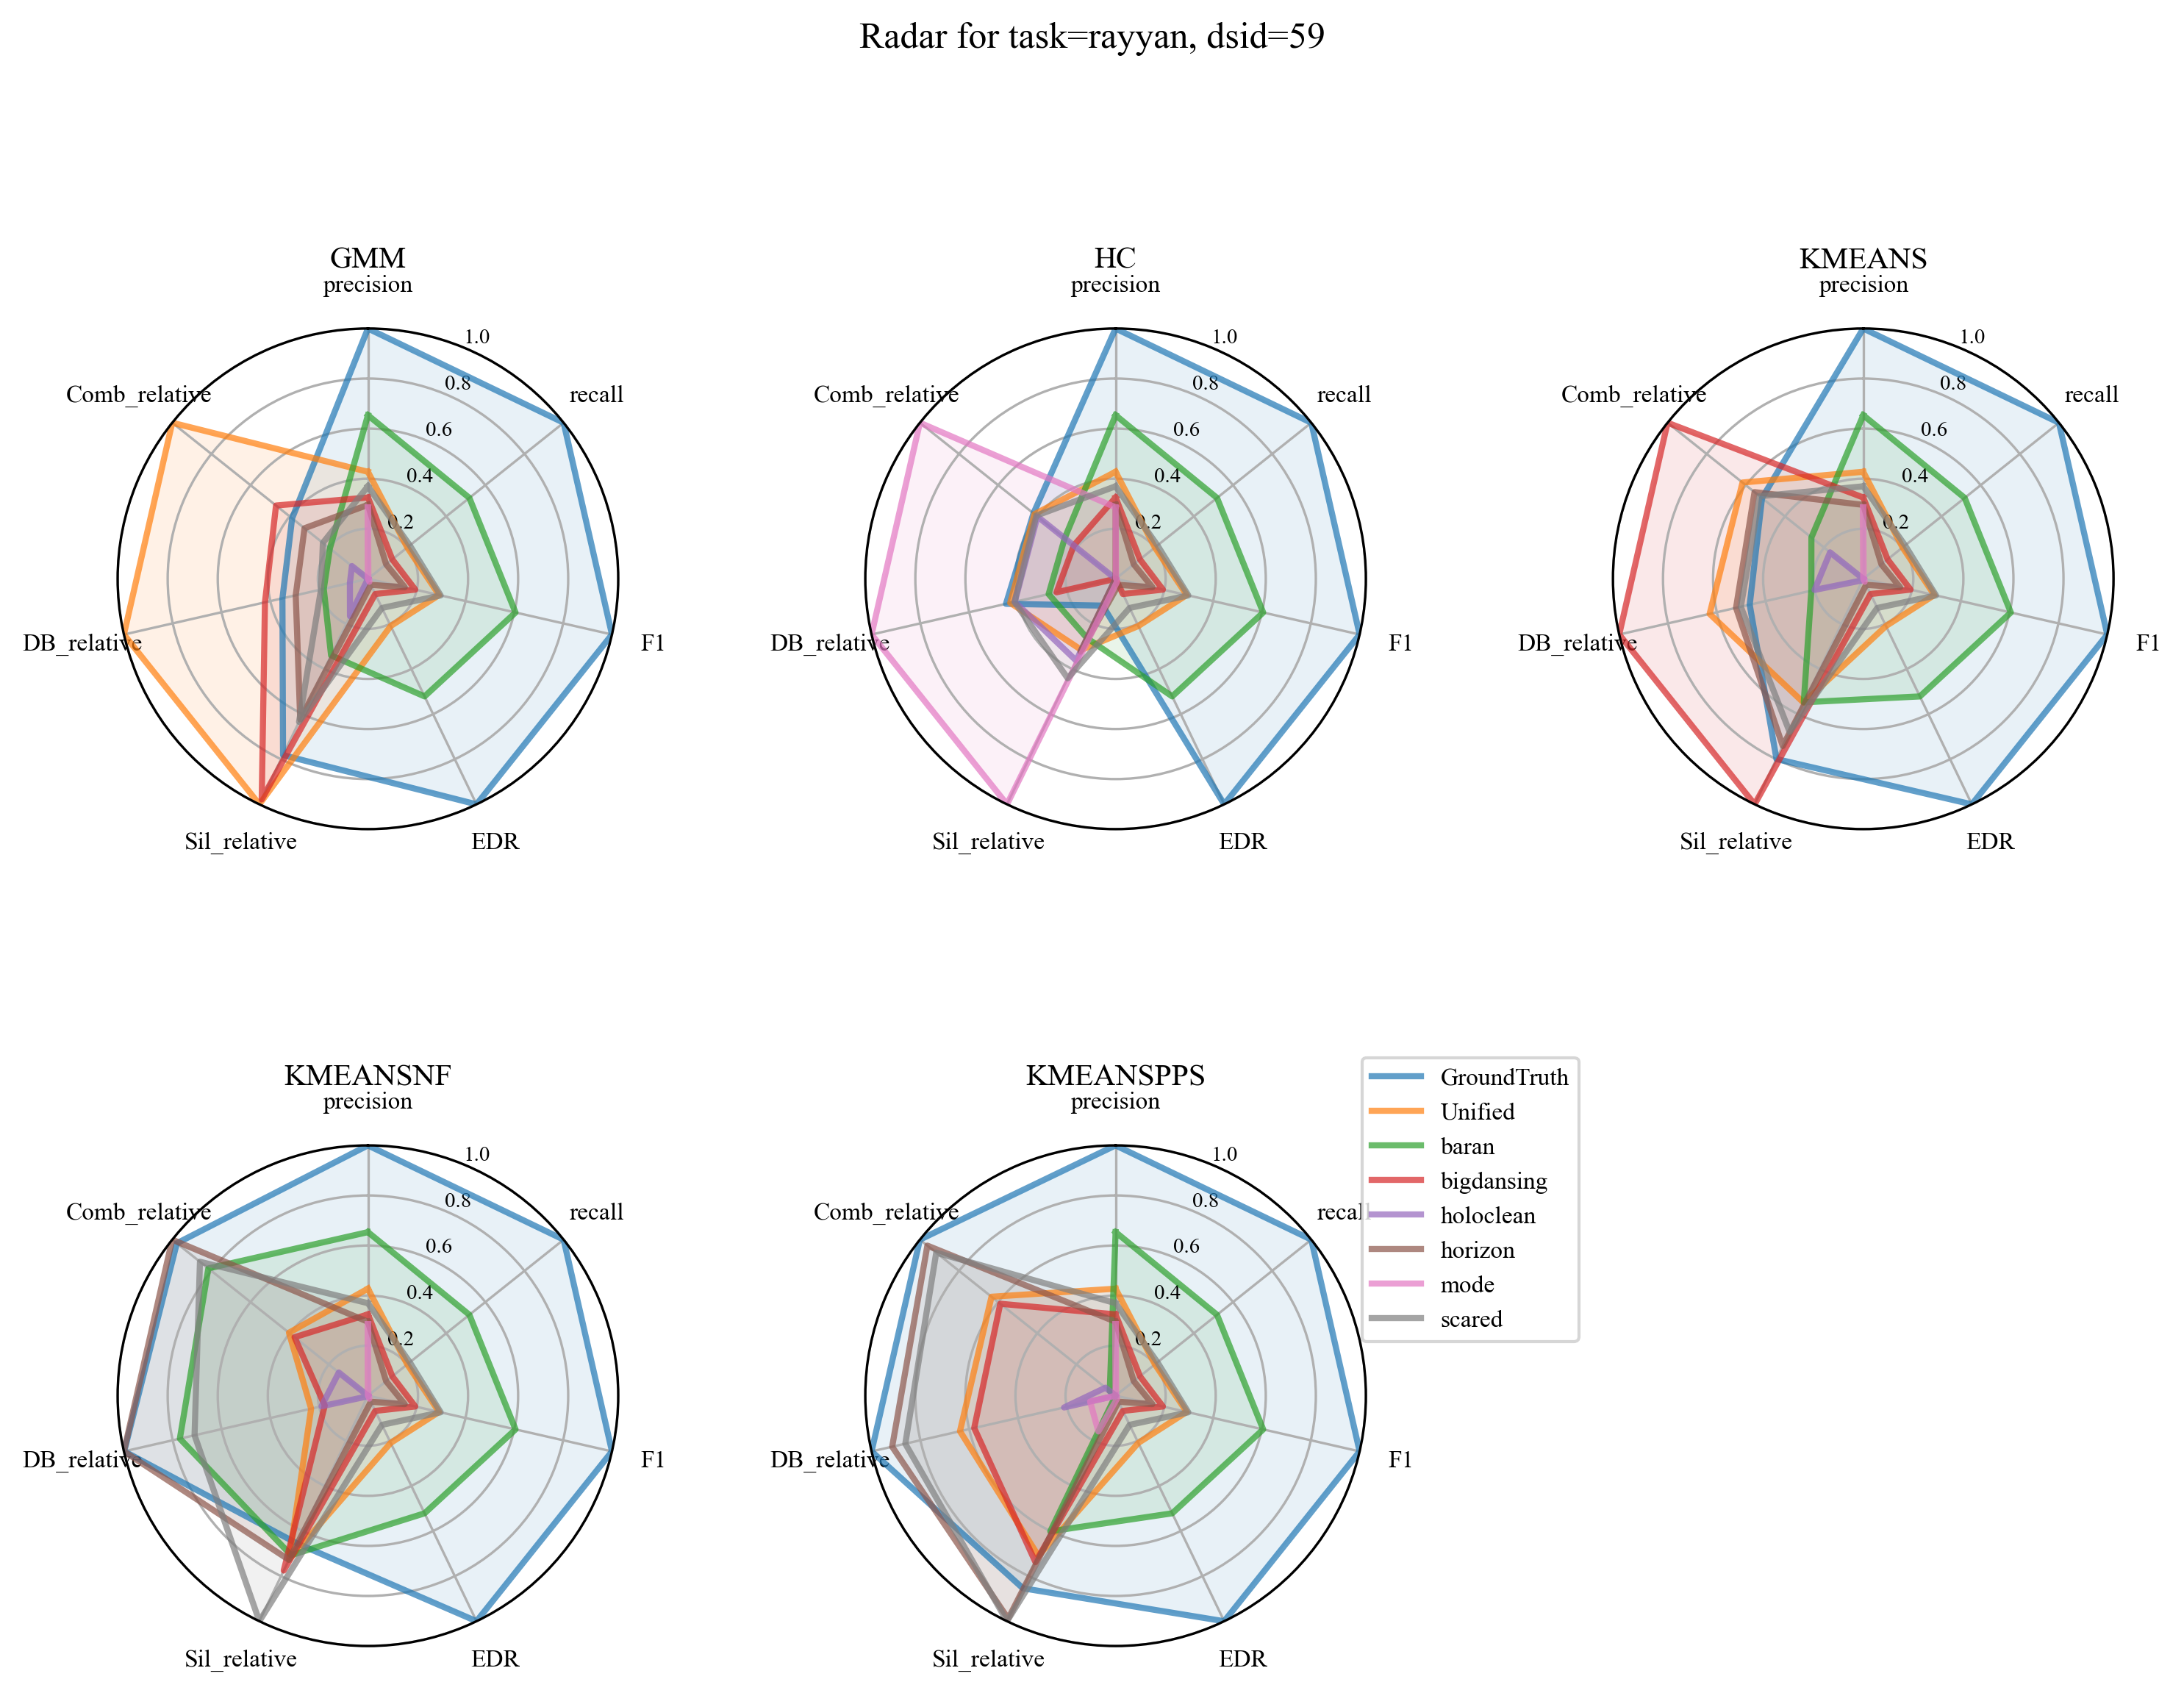 Radar for task=rayyan, dsid=59
GMM
precision
recall
F1
EDR
Sil_relative
DB_relative
Comb_relative
0.2
0.4
0.6
0.8
1.0
HC
precision
recall
F1
EDR
Sil_relative
DB_relative
Comb_relative
0.2
0.4
0.6
0.8
1.0
KMEANS
precision
recall
F1
EDR
Sil_relative
DB_relative
Comb_relative
0.2
0.4
0.6
0.8
1.0
KMEANSNF
precision
recall
F1
EDR
Sil_relative
DB_relative
Comb_relative
0.2
0.4
0.6
0.8
1.0
KMEANSPPS
precision
recall
F1
EDR
Sil_relative
DB_relative
Comb_relative
0.2
0.4
0.6
0.8
1.0
GroundTruth
Unified
baran
bigdansing
holoclean
horizon
mode
scared